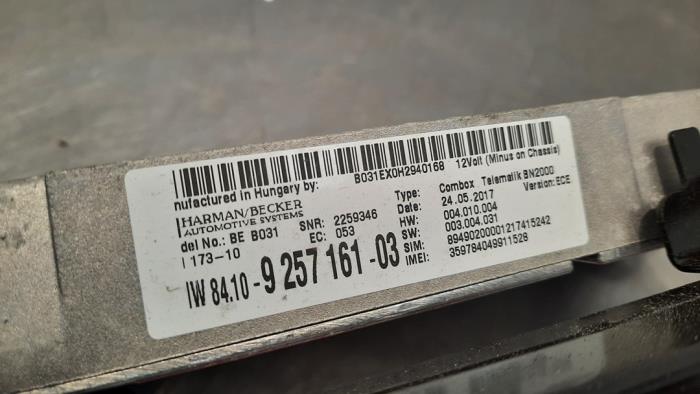 B031EX0H2940168 12Volt (Minus on Chassis)
nufactured in Hungery by:
HARMAN/BECKER
AUTOMOTIVE SYSTEMS
del No.: BE B031
173-10
SNR: 2259346
EC: 053
Type: Combox Telematik BN2000
Date: 24.05.2017 Version: ECE
HW: 004.010.004
SW: 003.004.031
SIM: 89490200001217415242
IMEI: 359784049911528
IW 84.10-9 257 161-03